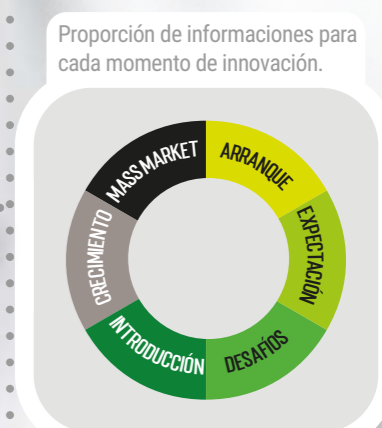 Proporción de informaciones para
cada momento de innovación.
MASS MARKET
ARRANQUE
EXPECTACIÓN
DESAFÍOS
INTRODUCCIÓN
CRECIMIENTO